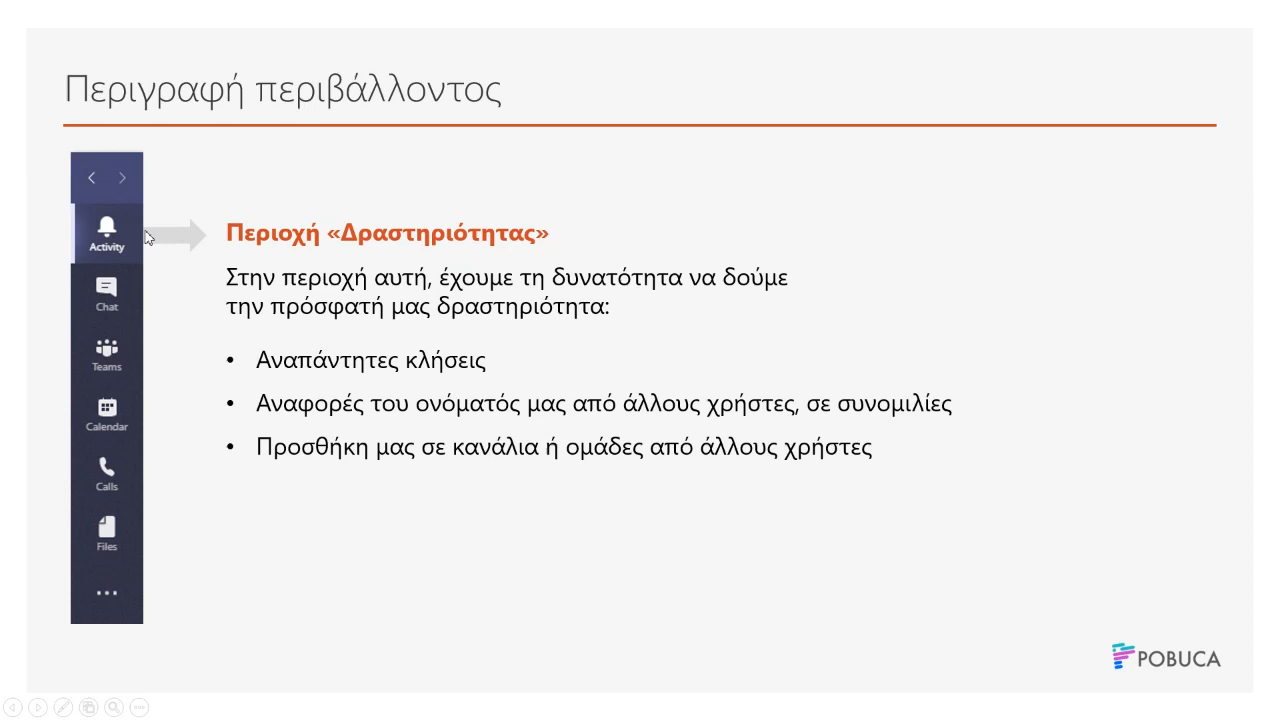 Περιγραφή περιβάλλοντος
Activity
Chat
Teams
Calendar
Calls
Files
Περιοχή «Δραστηριότητας»
Στην περιοχή αυτή, έχουμε τη δυνατότητα να δούμε
την πρόσφατή μας δραστηριότητα:
• Αναπάντητες κλήσεις
• Αναφορές του ονόματός μας από άλλους χρήστες, σε συνομιλίες
• Προσθήκη μας σε κανάλια ή ομάδες από άλλους χρήστες
POBUCA